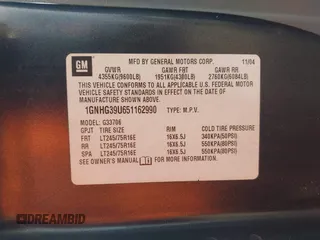 GM
MFD BY GENERAL MOTORS CORP. 11/04
GVWR GAWR FRT GAWR RR
4355KG(9600LB) 1951KG(4300LB) 2760KG(6084LB)
THIS VEHICLE CONFORMS TO ALL APPLICABLE U.S. FEDERAL
MOTOR VEHICLE SAFETY STANDARDS IN EFFECT ON THE DATE
OF MANUFACTURE SHOWN ABOVE.
1GNHG39U651162990 TYPE: M.P.V.
MODEL: G33706
GPJT TIRE SIZE RIM COLD TIRE PRESSURE
FRT LT245/75R16E 16X6.5J 340KPA(50PSI)
RR LT245/75R16E 16X6.5J 550KPA(80PSI)
SPA LT245/75R16E 16X6.5J 550KPA(80PSI)
SEE OWNER'S MANUAL FOR MORE INFORMATION.
DREAMBID